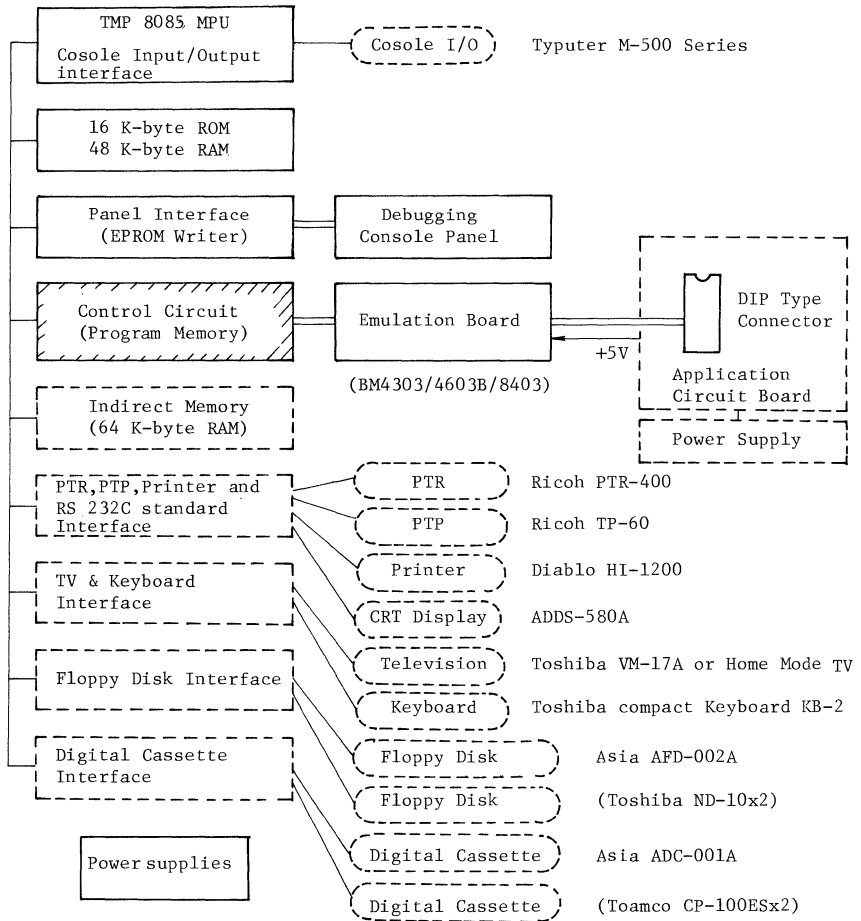 TMP 8085 MPU
Cosole Input/Output
interface
Cosole I/O
Typuter M-500 Series
16 K-byte ROM
48 K-byte RAM
Panel Interface
(EPROM Writer)
Debugging
Console Panel
Control Circuit
(Program Memory)
Emulation Board
+5V
DIP Type
Connector
Application
Circuit Board
(BM4303/4603B/8403)
Power Supply
Indirect Memory
(64 K-byte RAM)
PTR,PTP,Printer and
RS 232C standard
Interface
PTR
Ricoh PTR-400
PTP
Ricoh TP-60
Printer
Diablo HI-1200
CRT Display
ADDS-580A
TV & Keyboard
Interface
Television
Toshiba VM-17A or Home Mode TV
Keyboard
Toshiba compact Keyboard KB-2
Floppy Disk Interface
Floppy Disk
Asia AFD-002A
Floppy Disk
(Toshiba ND-10x2)
Digital Cassette
Interface
Digital Cassette
Asia ADC-001A
Digital Cassette
(Toamco CP-100ESx2)
Power supplies